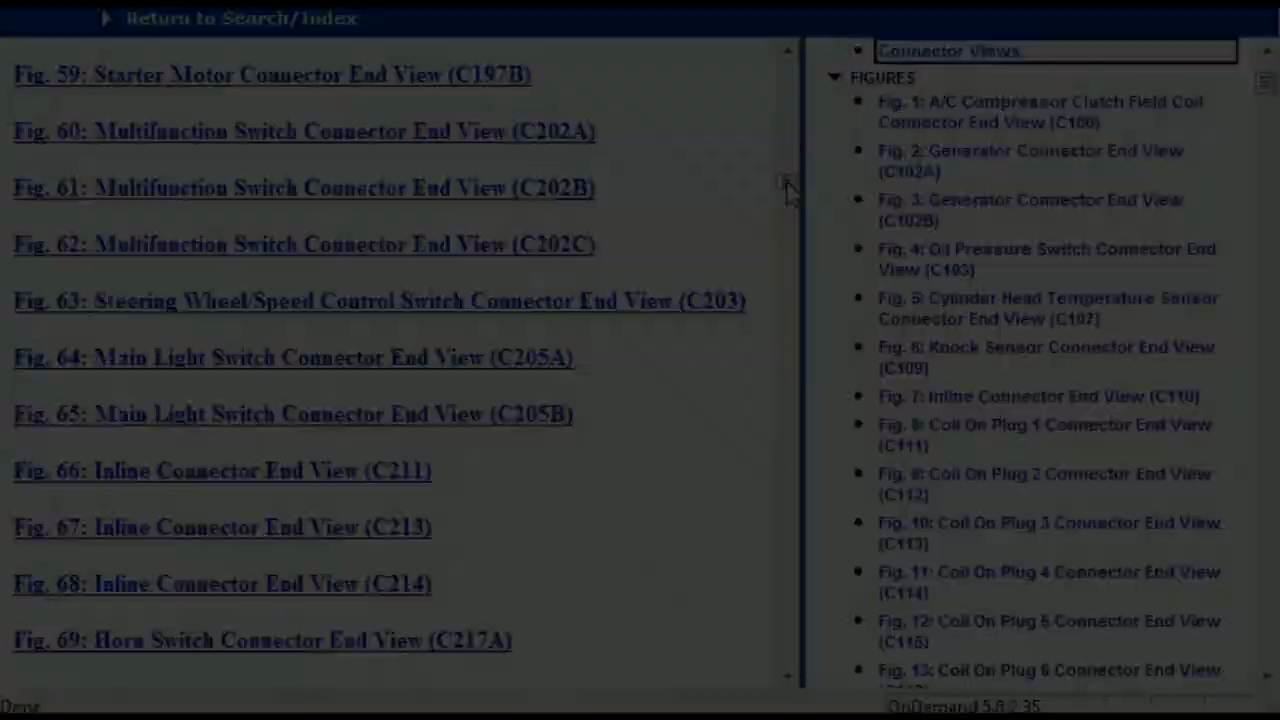 Return to Search/Index
Fig. 59: Starter Motor Connector End View (C197B)
Fig. 60: Multifunction Switch Connector End View (C202A)
Fig. 61: Multifunction Switch Connector End View (C202B)
Fig. 62: Multifunction Switch Connector End View (C202C)
Fig. 63: Steering Wheel/Speed Control Switch Connector End View (C203)
Fig. 64: Main Light Switch Connector End View (C205A)
Fig. 65: Main Light Switch Connector End View (C205B)
Fig. 66: Inline Connector End View (C211)
Fig. 67: Inline Connector End View (C213)
Fig. 68: Inline Connector End View (C214)
Fig. 69: Horn Switch Connector End View (C217A)
Connector Views
FIGURES
Fig. 1: A/C Compressor Clutch Field Coil
Connector End View (C100)
Fig. 2: Generator Connector End View
(C102A)
Fig. 3: Generator Connector End View
(C102B)
Fig. 4: Oil Pressure Switch Connector End
View (C103)
Fig. 5: Cylinder Head Temperature Sensor
Connector End View (C107)
Fig. 6: Knock Sensor Connector End View
(C109)
Fig. 7: Inline Connector End View (C110)
Fig. 8: Coil On Plug 1 Connector End View
(C111)
Fig. 9: Coil On Plug 2 Connector End View
(C112)
Fig. 10: Coil On Plug 3 Connector End View
(C113)
Fig. 11: Coil On Plug 4 Connector End View
(C114)
Fig. 12: Coil On Plug 5 Connector End View
(C115)
Fig. 13: Coil On Plug 6 Connector End View
Done
OnDemand 5.8.2.35